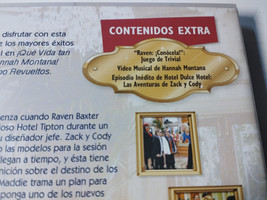 disfrutar con esta
e los mayores éxitos
l en ¡Qué Vida tan
nnah Montana!
o Revueltos.
CONTENIDOS EXTRA
"Raven: ¡Conócela!":
Juego de Trivial
Video Musical de Hannah Montana
Episodio Inédito de Hotel Dulce Hotel:
Las Aventuras de Zack y Cody
enza cuando Raven Baxter
oso Hotel Tipton durante un
u diseñador jefe. Zack y Cody
o las modelos para la sesión
llegan a tiempo, y ésta tiene
nición sobre el destino de los
Maddie trama un plan para
ponga uno de los nuevos